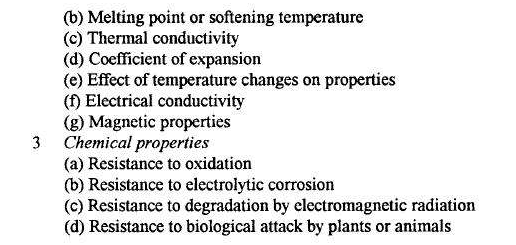 (b) Melting point or softening temperature
(c) Thermal conductivity
(d) Coefficient of expansion
(e) Effect of temperature changes on properties
(f) Electrical conductivity
(g) Magnetic properties
3 Chemical properties
(a) Resistance to oxidation
(b) Resistance to electrolytic corrosion
(c) Resistance to degradation by electromagnetic radiation
(d) Resistance to biological attack by plants or animals